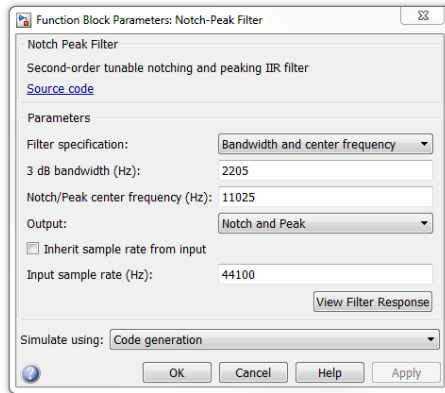 Function Block Parameters: Notch-Peak Filter
Notch Peak Filter
Second-order tunable notching and peaking IIR filter
Source code
Parameters
Filter specification: Bandwidth and center frequency
3 dB bandwidth (Hz): 2205
Notch/Peak center frequency (Hz): 11025
Output: Notch and Peak
Inherit sample rate from input
Input sample rate (Hz): 44100
View Filter Response
Simulate using: Code generation
? OK Cancel Help Apply